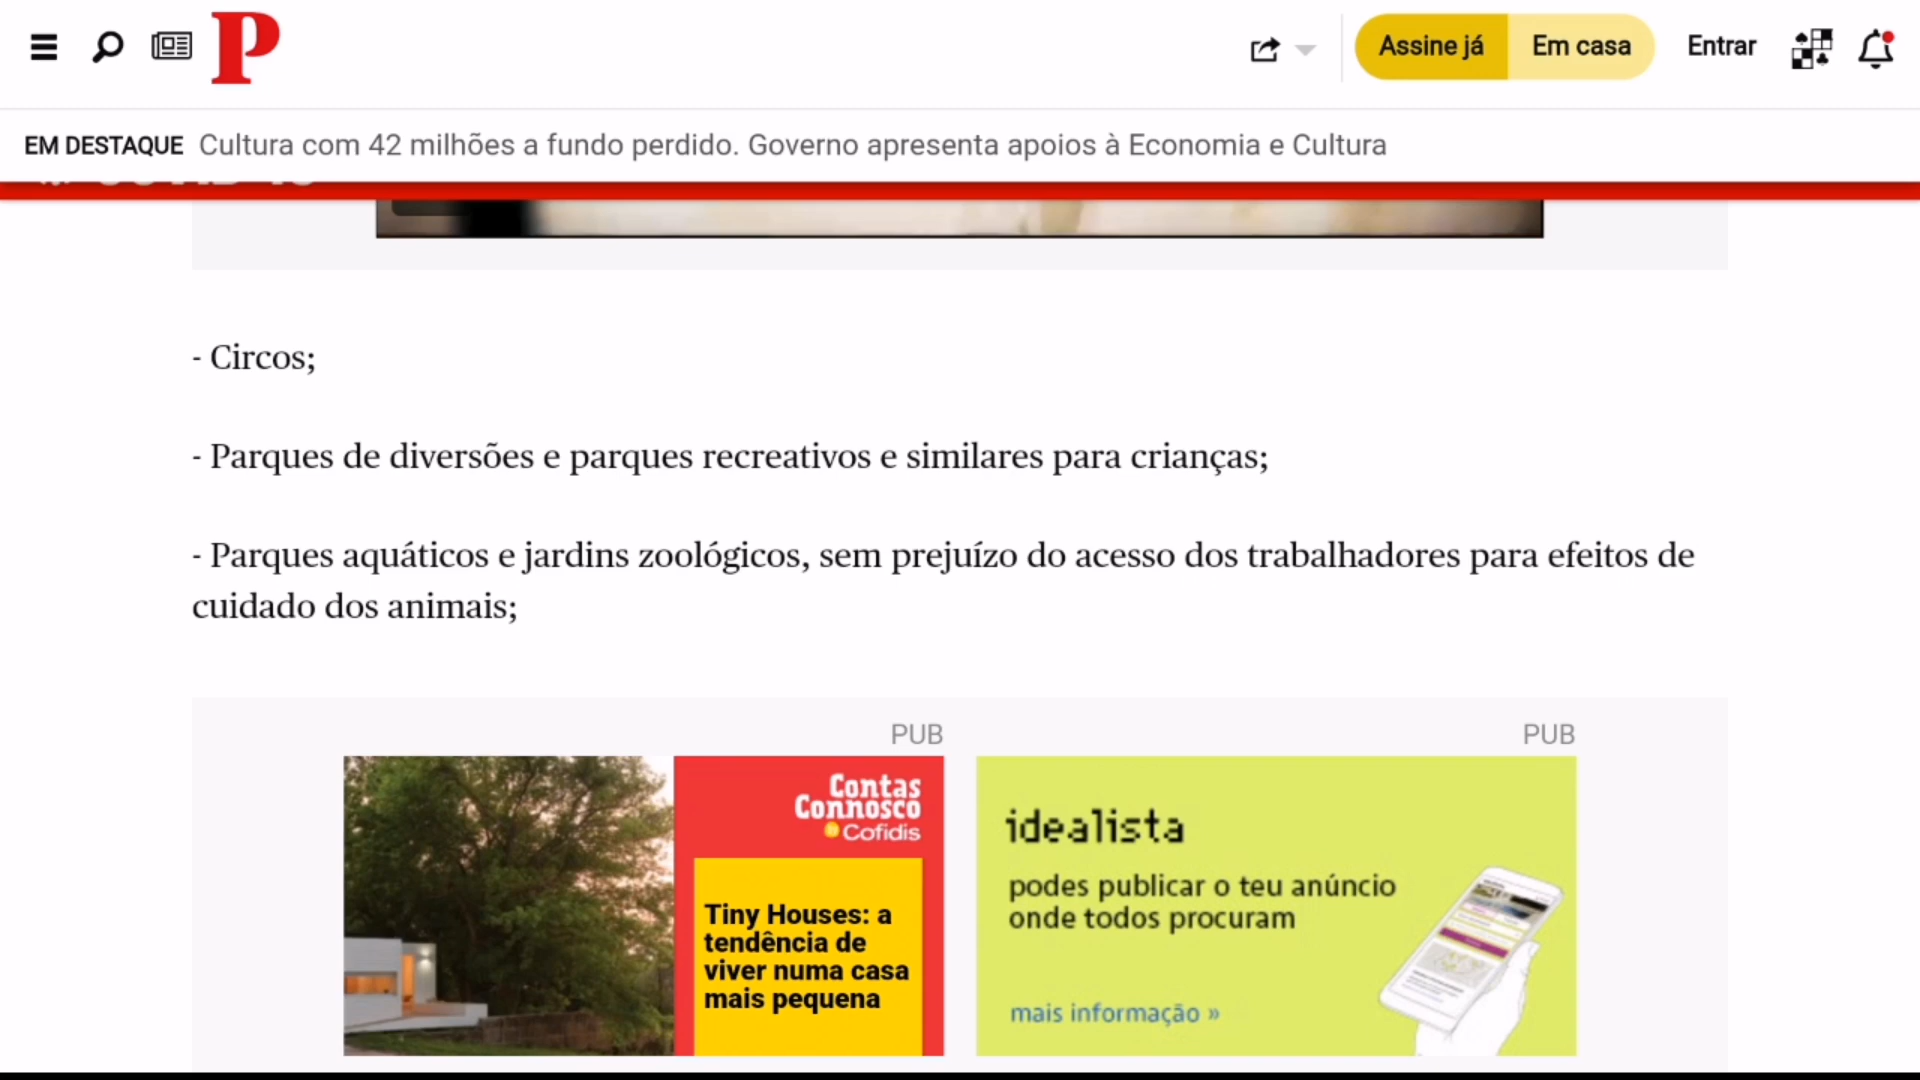 P
Assine já
Em casa
Entrar
EM DESTAQUE Cultura com 42 milhões a fundo perdido. Governo apresenta apoios à Economia e Cultura
- Circos;
- Parques de diversões e parques recreativos e similares para crianças;
- Parques aquáticos e jardins zoológicos, sem prejuízo do acesso dos trabalhadores para efeitos de
cuidado dos animais;
PUB
Contas
Connosco
Cofidis
Tiny Houses: a
tendência de
viver numa casa
mais pequena
PUB
idealista
podes publicar o teu anúncio
onde todos procuram
mais informação »